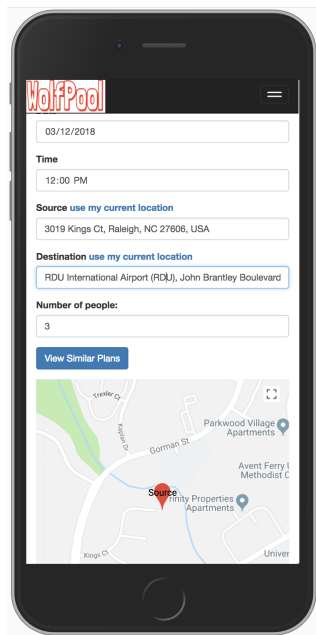 WolfPool
03/12/2018
Time
12:00 PM
Source use my current location
3019 Kings Ct, Raleigh, NC 27606, USA
Destination use my current location
RDU International Airport (RDU), John Brantley Boulevard
Number of people:
3
View Similar Plans
Trexler Ct
Kaplan Dr
Parkwood Village
Apartments
Gorman St
Avent Ferry U
Methodist C
Source
Trinity Properties
Apartments
Kings Ct
Univer